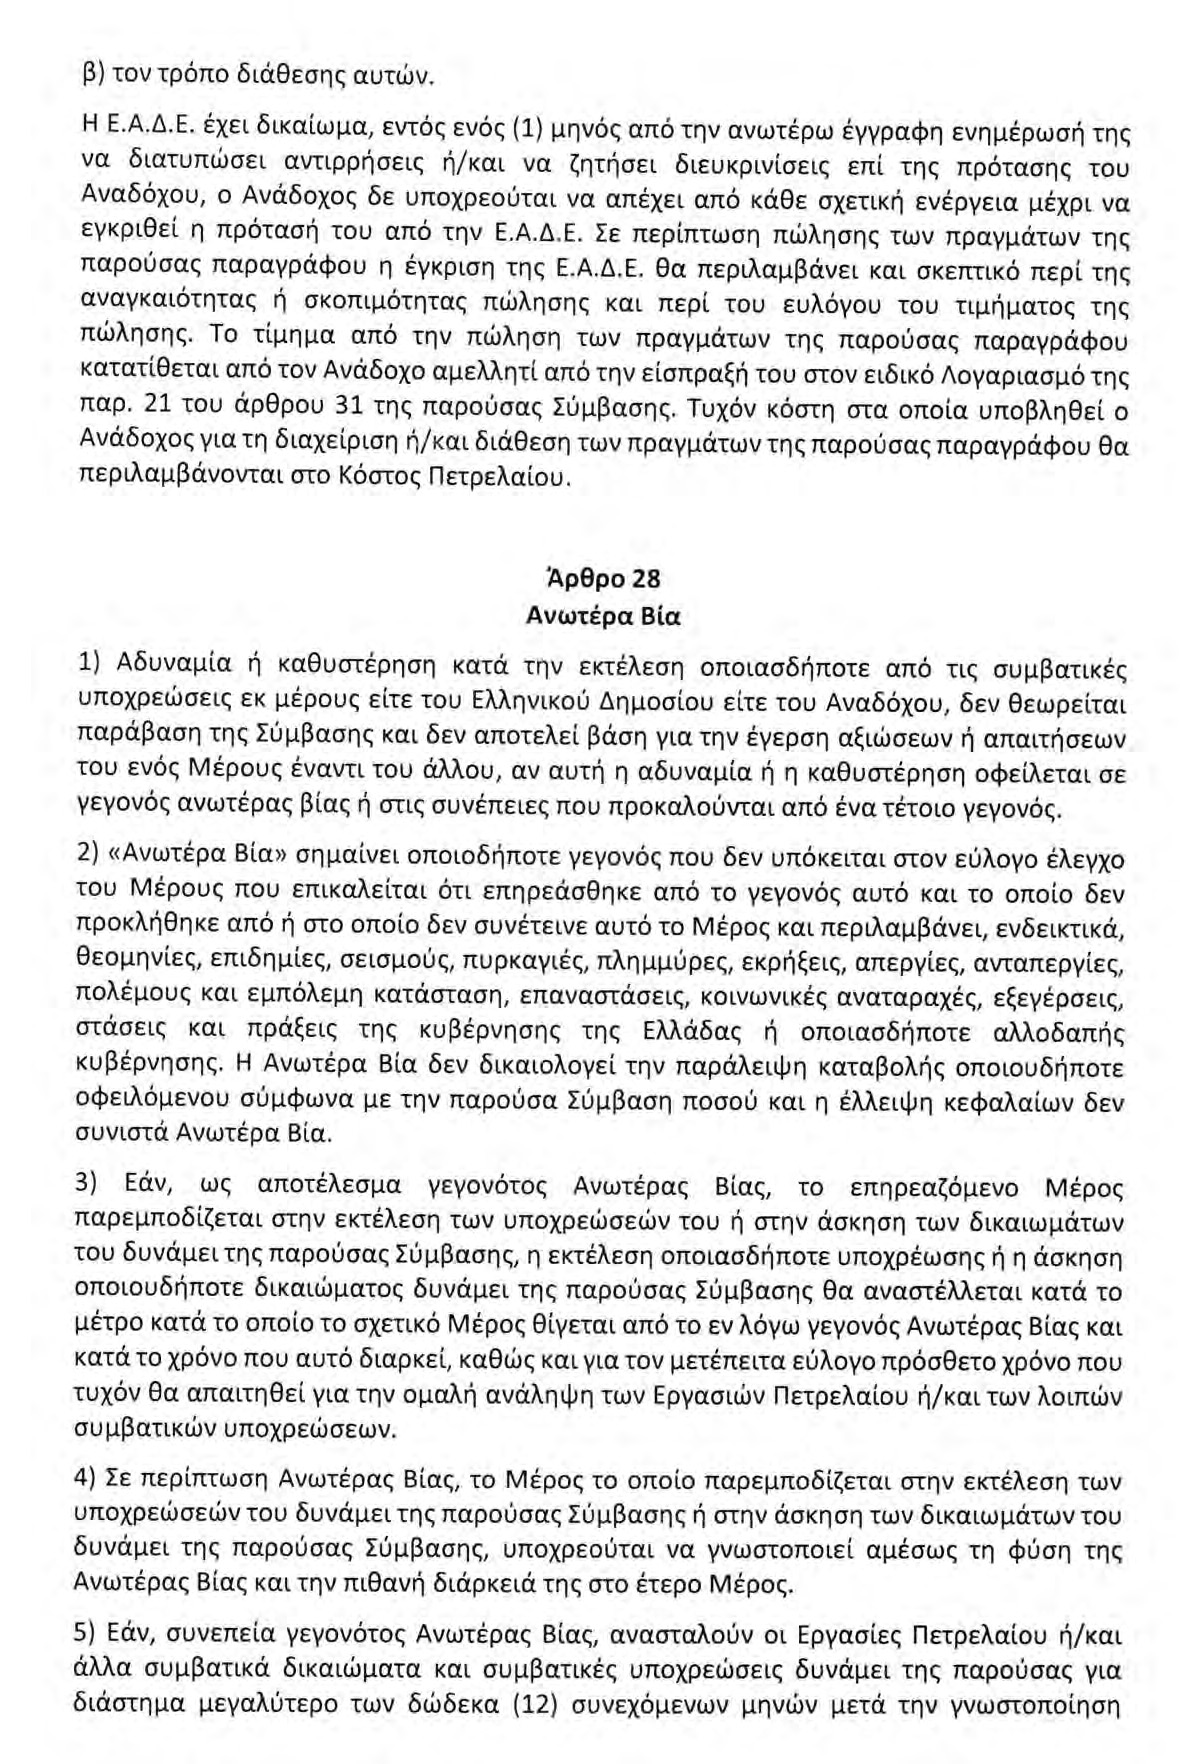 β) τον τρόπο διάθεσης αυτών.
Η Ε.Α.Δ.Ε. έχει δικαίωμα, εντός ενός (1) μηνός από την ανωτέρω έγγραφη ενημέρωσή της
να διατυπώσει αντιρρήσεις ή/και να ζητήσει διευκρινίσεις επί της πρότασης του
Αναδόχου, ο Ανάδοχος δε υποχρεούται να απέχει από κάθε σχετική ενέργεια μέχρι να
εγκριθεί η πρότασή του από την Ε.Α.Δ.Ε. Σε περίπτωση πώλησης των πραγμάτων της
παρούσας παραγράφου η έγκριση της Ε.Α.Δ.Ε. θα περιλαμβάνει και σκεπτικό περί της
αναγκαιότητας ή σκοπιμότητας πώλησης και περί του ευλόγου του τιμήματος της
πώλησης. Το τίμημα από την πώληση των πραγμάτων της παρούσας παραγράφου
κατατίθεται από τον Ανάδοχο αμελλητί από την είσπραξή του στον ειδικό Λογαριασμό της
παρ. 21 του άρθρου 31 της παρούσας Σύμβασης. Τυχόν κόστη στα οποία υποβληθεί ο
Ανάδοχος για τη διαχείριση ή/και διάθεση των πραγμάτων της παρούσας παραγράφου θα
περιλαμβάνονται στο Κόστος Πετρελαίου.
Άρθρο 28
Ανωτέρα Βία
1) Αδυναμία ή καθυστέρηση κατά την εκτέλεση οποιασδήποτε από τις συμβατικές
υποχρεώσεις εκ μέρους είτε του Ελληνικού Δημοσίου είτε του Αναδόχου, δεν θεωρείται
παράβαση της Σύμβασης και δεν αποτελεί βάση για την έγερση αξιώσεων ή απαιτήσεων
του ενός Μέρους έναντι του άλλου, αν αυτή η αδυναμία ή η καθυστέρηση οφείλεται σε
γεγονός ανωτέρας βίας ή στις συνέπειες που προκαλούνται από ένα τέτοιο γεγονός.
2) «Ανωτέρα Βία» σημαίνει οποιοδήποτε γεγονός που δεν υπόκειται στον εύλογο έλεγχο
του Μέρους που επικαλείται ότι επηρεάσθηκε από το γεγονός αυτό και το οποίο δεν
προκλήθηκε από ή στο οποίο δεν συνέτεινε αυτό το Μέρος και περιλαμβάνει, ενδεικτικά,
θεομηνίες, επιδημίες, σεισμούς, πυρκαγιές, πλημμύρες, εκρήξεις, απεργίες, ανταπεργίες,
πολέμους και εμπόλεμη κατάσταση, επαναστάσεις, κοινωνικές αναταραχές, εξεγέρσεις,
στάσεις και πράξεις της κυβέρνησης της Ελλάδας ή οποιασδήποτε αλλοδαπής
κυβέρνησης. Η Ανωτέρα Βία δεν δικαιολογεί την παράλειψη καταβολής οποιουδήποτε
οφειλόμενου σύμφωνα με την παρούσα Σύμβαση ποσού και η έλλειψη κεφαλαίων δεν
συνιστά Ανωτέρα Βία.
3) Εάν, ως αποτέλεσμα γεγονότος Ανωτέρας Βίας, το επηρεαζόμενο Μέρος
παρεμποδίζεται στην εκτέλεση των υποχρεώσεών του ή στην άσκηση των δικαιωμάτων
του δυνάμει της παρούσας Σύμβασης, η εκτέλεση οποιασδήποτε υποχρέωσης ή η άσκηση
οποιουδήποτε δικαιώματος δυνάμει της παρούσας Σύμβασης θα αναστέλλεται κατά το
μέτρο κατά το οποίο το σχετικό Μέρος θίγεται από το εν λόγω γεγονός Ανωτέρας Βίας και
κατά το χρόνο που αυτό διαρκεί, καθώς και για τον μετέπειτα εύλογο πρόσθετο χρόνο που
τυχόν θα απαιτηθεί για την ομαλή ανάληψη των Εργασιών Πετρελαίου ή/και των λοιπών
συμβατικών υποχρεώσεων.
4) Σε περίπτωση Ανωτέρας Βίας, το Μέρος το οποίο παρεμποδίζεται στην εκτέλεση των
υποχρεώσεών του δυνάμει της παρούσας Σύμβασης ή στην άσκηση των δικαιωμάτων του
δυνάμει της παρούσας Σύμβασης, υποχρεούται να γνωστοποιεί αμέσως τη φύση της
Ανωτέρας Βίας και την πιθανή διάρκειά της στο έτερο Μέρος.
5) Εάν, συνεπεία γεγονότος Ανωτέρας Βίας, ανασταλούν οι Εργασίες Πετρελαίου ή/και
άλλα συμβατικά δικαιώματα και συμβατικές υποχρεώσεις δυνάμει της παρούσας για
διάστημα μεγαλύτερο των δώδεκα (12) συνεχόμενων μηνών μετά την γνωστοποίηση